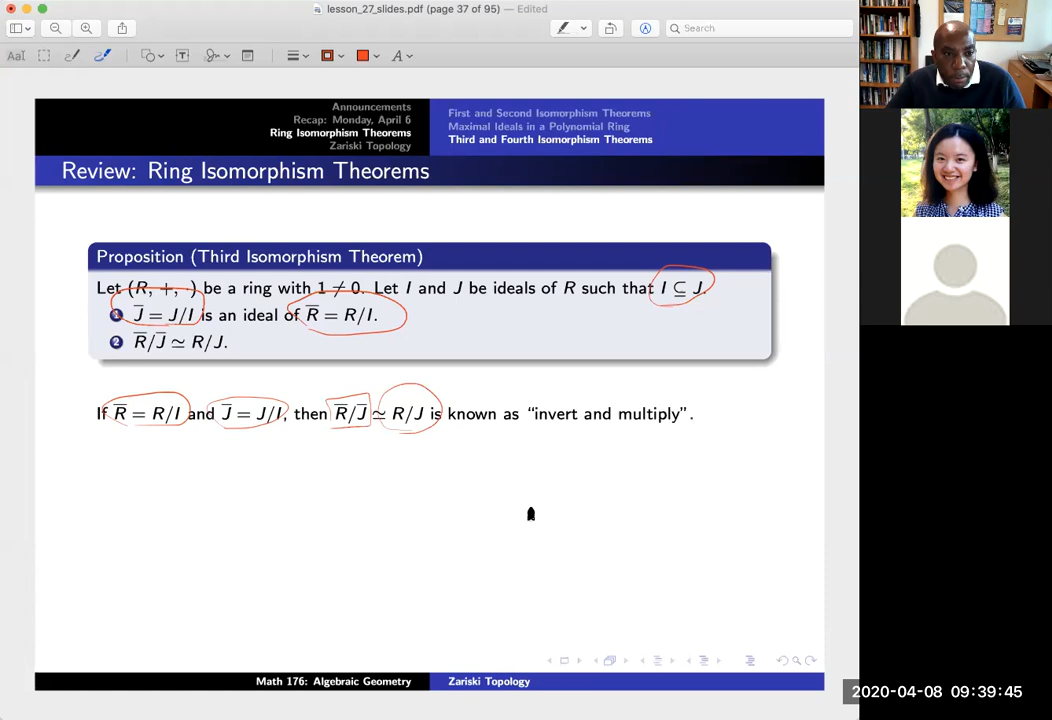 lesson_27_slides.pdf (page 37 of 95) — Edited
Search
Announcements
Recap: Monday, April 6
Ring Isomorphism Theorems
Zariski Topology
First and Second Isomorphism Theorems
Maximal Ideals in a Polynomial Ring
Third and Fourth Isomorphism Theorems
Review: Ring Isomorphism Theorems
Proposition (Third Isomorphism Theorem)
Let (R, +, ·) be a ring with 1 ≠ 0. Let I and J be ideals of R such that I ⊆ J.
1 J̅ = J/I is an ideal of R̅ = R/I.
2 R̅/J̅ ≃ R/J.
If R̅ = R/I and J̅ = J/I, then R̅/J̅ ≃ R/J is known as “invert and multiply”.
Math 176: Algebraic Geometry
Zariski Topology
2020-04-08 09:39:45